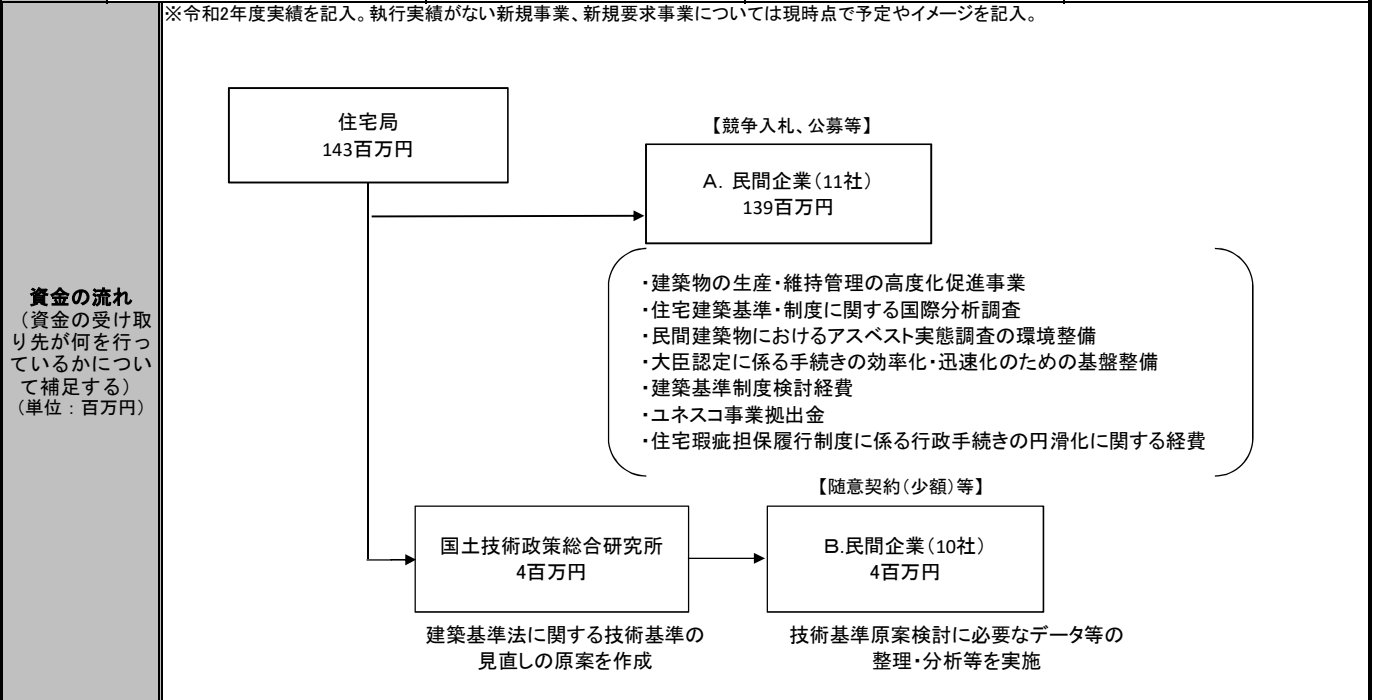 ※令和2年度実績を記入。執行実績がない新規事業、新規要求事業については現時点で予定やイメージを記入。
資金の流れ
（資金の受け取
り先が何を行っ
ているかについ
て補足する）
（単位：百万円）
住宅局
143百万円
【競争入札、公募等】
A. 民間企業（11社）
139百万円
・建築物の生産・維持管理の高度化促進事業
・住宅建築基準・制度に関する国際分析調査
・民間建築物におけるアスベスト実態調査の環境整備
・大臣認定に係る手続きの効率化・迅速化のための基盤整備
・建築基準制度検討経費
・ユネスコ事業拠出金
・住宅瑕疵担保履行制度に係る行政手続きの円滑化に関する経費
【随意契約（少額）等】
国土技術政策総合研究所
4百万円
B.民間企業（10社）
4百万円
建築基準法に関する技術基準の
見直しの原案を作成
技術基準原案検討に必要なデータ等の
整理・分析等を実施